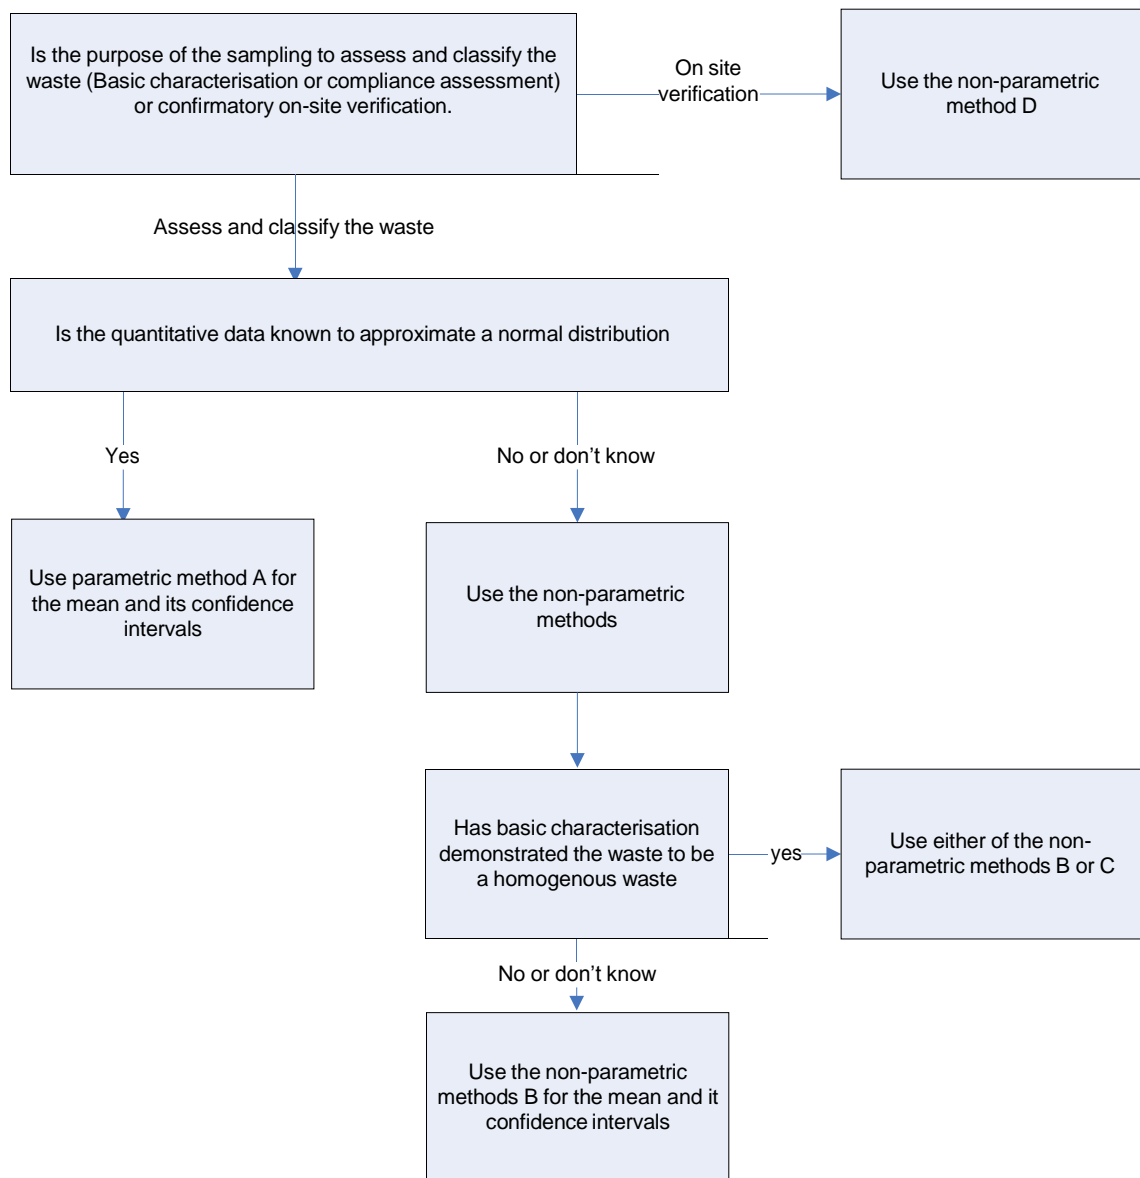 Is the purpose of the sampling to assess and classify the
waste (Basic characterisation or compliance assessment)
or confirmatory on-site verification.
On site
verification
Use the non-parametric
method D
Assess and classify the waste
Is the quantitative data known to approximate a normal distribution
Yes
No or don’t know
Use parametric method A for
the mean and its confidence
intervals
Use the non-parametric
methods
Has basic characterisation
demonstrated the waste to be
a homogenous waste
yes
Use either of the non-
parametric methods B or C
No or don’t know
Use the non-parametric
methods B for the mean and it
confidence intervals